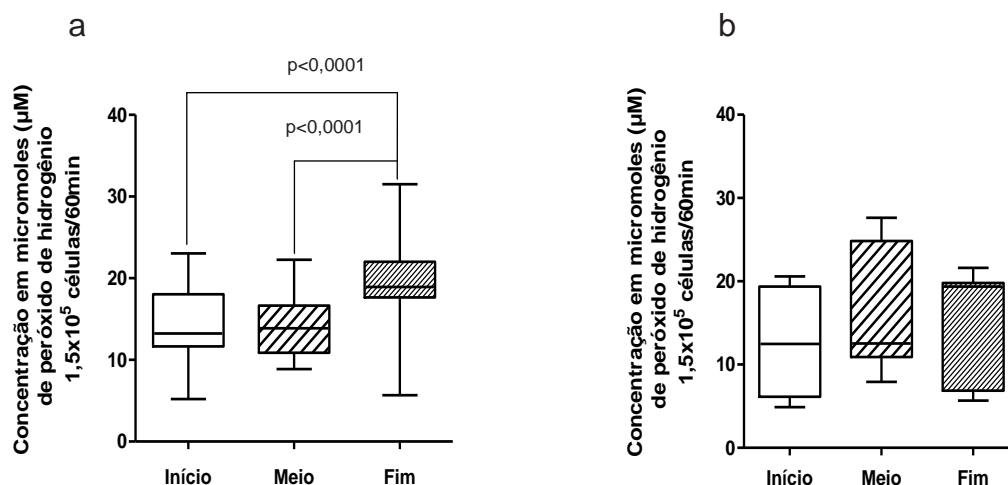 a
p<0,0001
p<0,0001
Concentração em micromoles (µM)
de peróxido de hidrogênio
1,5x10⁵ células/60min
40
30
20
10
0
Início Meio Fim
b
Concentração em micromoles (µM)
de peróxido de hidrogênio
1,5x10⁵ células/60min
40
30
20
10
0
Início Meio Fim